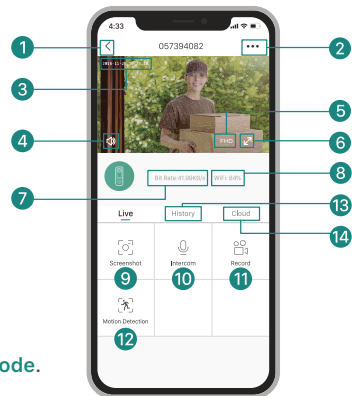 4:33
1
057394082
2
3
4
FHD
5
6
7
Bit Rate:41.99KB/s
WiFi: 84%
8
13
Live
History
Cloud
14
Screenshot
Intercom
Record
9
10
11
Motion Detection
12
ode.